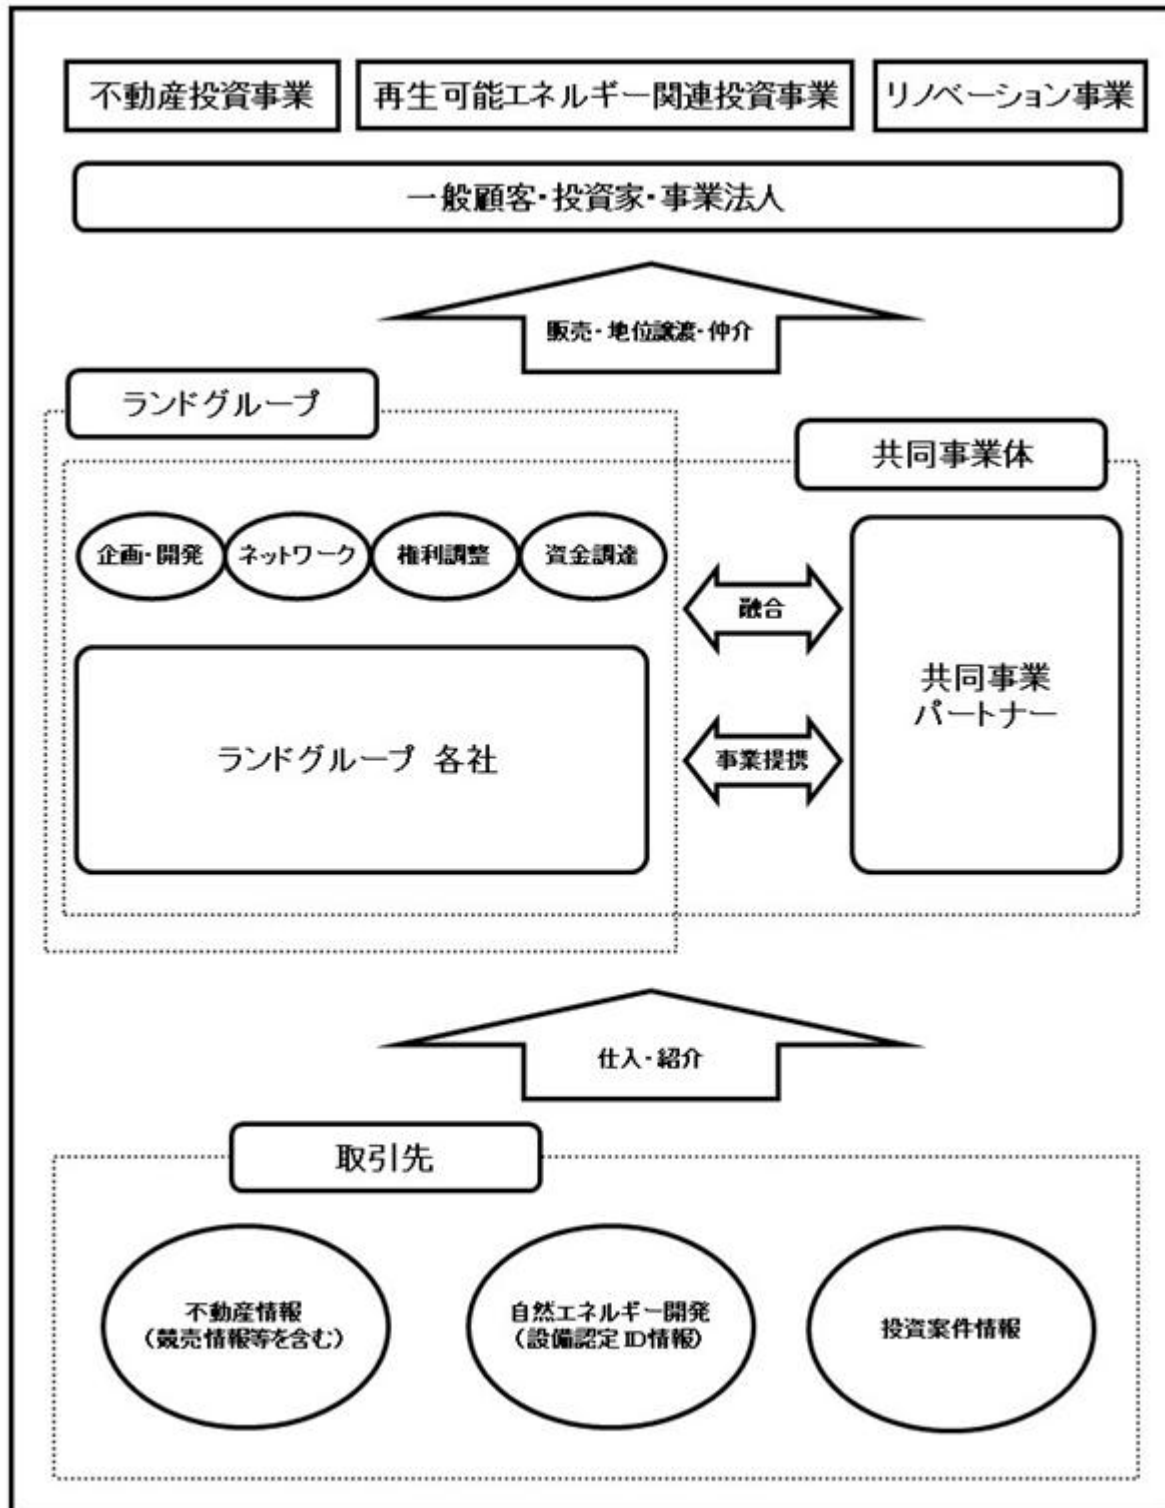 不動産投資事業
再生可能エネルギー関連投資事業
リノベーション事業
一般顧客・投資家・事業法人
販売・地位譲渡・仲介
ランドグループ
共同事業体
企画・開発
ネットワーク
権利調整
資金調達
融合
共同事業
パートナー
ランドグループ 各社
事業提携
仕入・紹介
取引先
不動産情報
（競売情報等を含む）
自然エネルギー開発
（設備認定ID情報）
投資案件情報